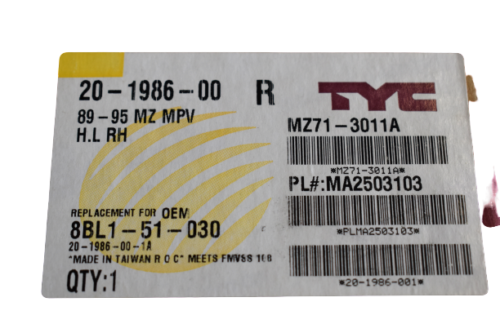 20-1986-00 R TYC
89-95 MZ MPV
H.L RH
MZ71-3011A
*MZ71-3011A*
PL#:MA2503103
*PLMA2503103*
REPLACEMENT FOR OEM
8BL1-51-030
20-1986-00-1A
"MADE IN TAIWAN R O C" MEETS FMVSS 108
QTY:1
*20-1986-001*